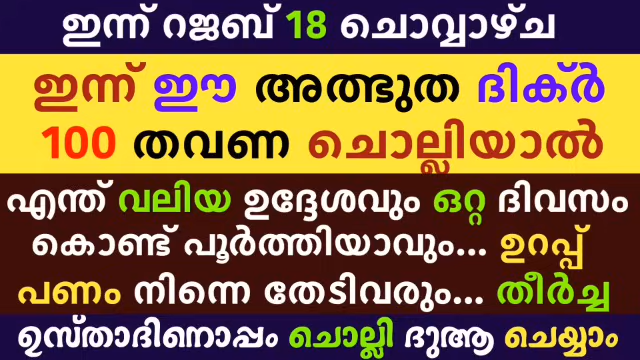 ഇന്ന് റജബ് 18 ചൊവ്വാഴ്ച
ഇന്ന് ഈ അത്ഭുത ദിക്ർ
100 തവണ ചൊല്ലിയാൽ
എന്ത് വലിയ ഉദ്ദേശവും ഒറ്റ ദിവസം
കൊണ്ട് പൂർത്തിയാവും... ഉറപ്പ്
പണം നിന്നെ തേടിവരും... തീർച്ച
ഉസ്താദിനൊപ്പം ചൊല്ലി ദുആ ചെയ്യാം